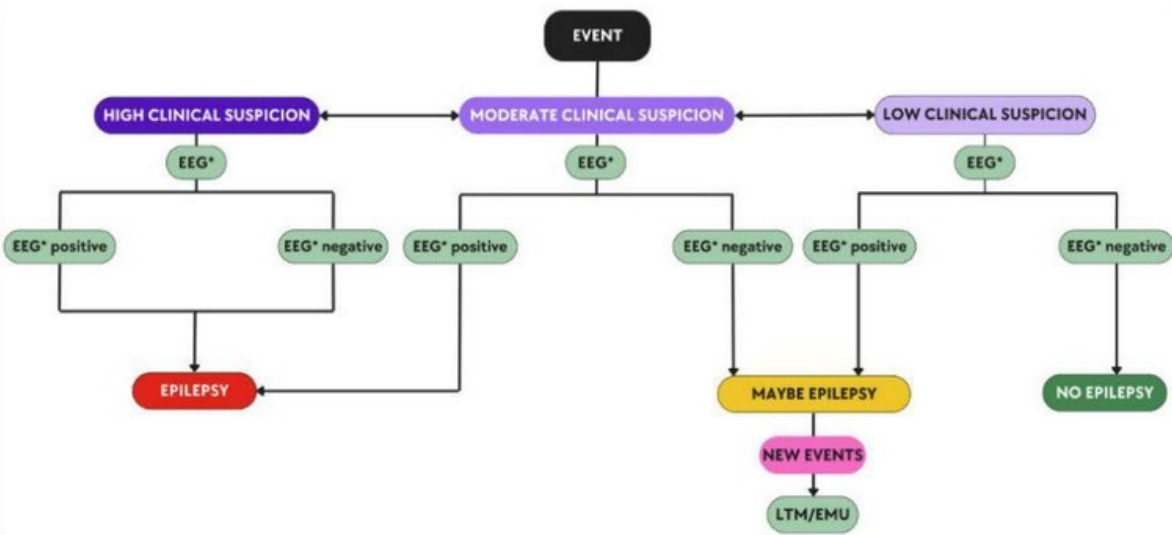 EVENT
HIGH CLINICAL SUSPICION
MODERATE CLINICAL SUSPICION
LOW CLINICAL SUSPICION
EEG*
EEG*
EEG*
EEG* positive
EEG* negative
EEG* positive
EEG* negative
EEG* positive
EEG* negative
EPILEPSY
MAYBE EPILEPSY
NO EPILEPSY
NEW EVENTS
LTM/EMU